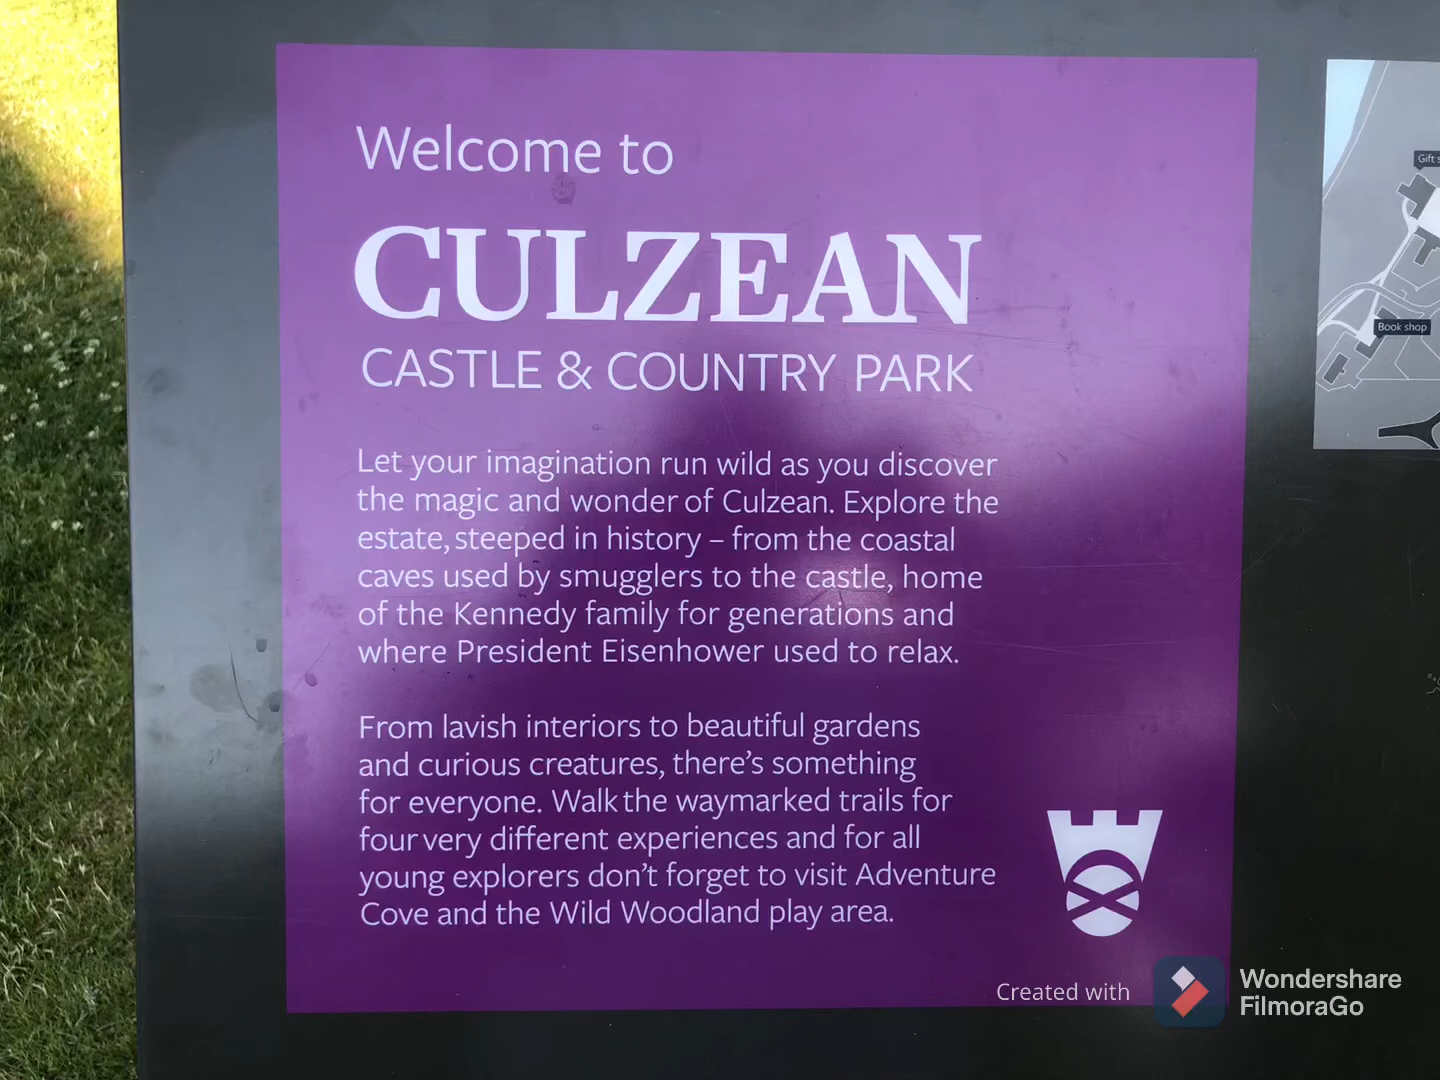 Welcome to
CULZEAN
CASTLE & COUNTRY PARK
Let your imagination run wild as you discover
the magic and wonder of Culzean. Explore the
estate, steeped in history – from the coastal
caves used by smugglers to the castle, home
of the Kennedy family for generations and
where President Eisenhower used to relax.
From lavish interiors to beautiful gardens
and curious creatures, there’s something
for everyone. Walk the waymarked trails for
four very different experiences and for all
young explorers don’t forget to visit Adventure
Cove and the Wild Woodland play area.
Gift
Book shop
Created with
Wondershare
FilmoraGo